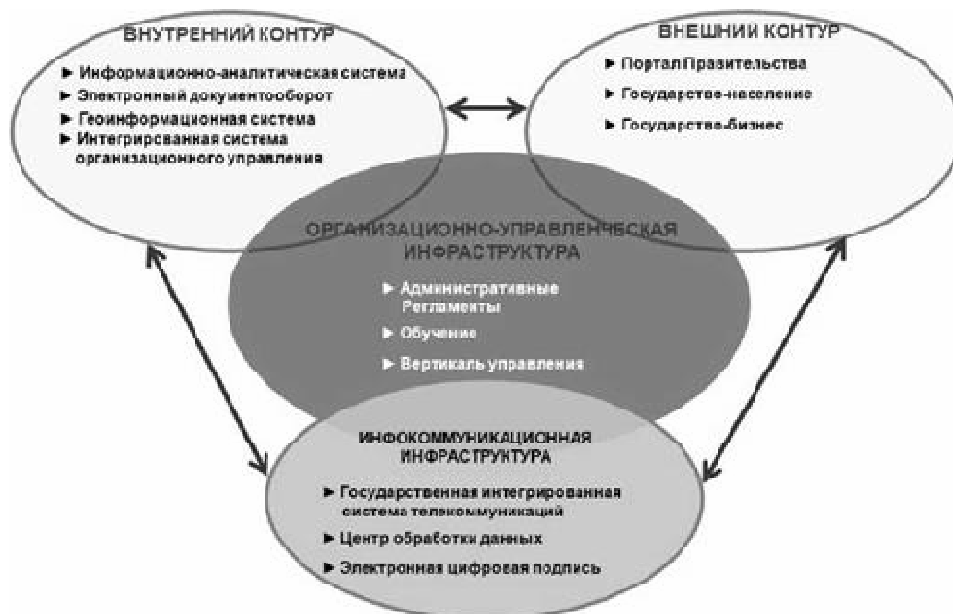 ВНУТРЕННИЙ КОНТУР
► Информационно-аналитическая система
► Электронный документооборот
► Геоинформационная система
► Интегрированная система
организационного управления
ВНЕШНИЙ КОНТУР
► Портал Правительства
► Государство-население
► Государство-бизнес
ОРГАНИЗАЦИОННО-УПРАВЛЕНЧЕСКАЯ
ИНФРАСТРУКТУРА
► Административные
Регламенты
► Обучение
► Вертикаль управления
ИНФОКОММУНИКАЦИОННАЯ
ИНФРАСТРУКТУРА
► Государственная интегрированная
система телекоммуникаций
► Центр обработки данных
► Электронная цифровая подпись